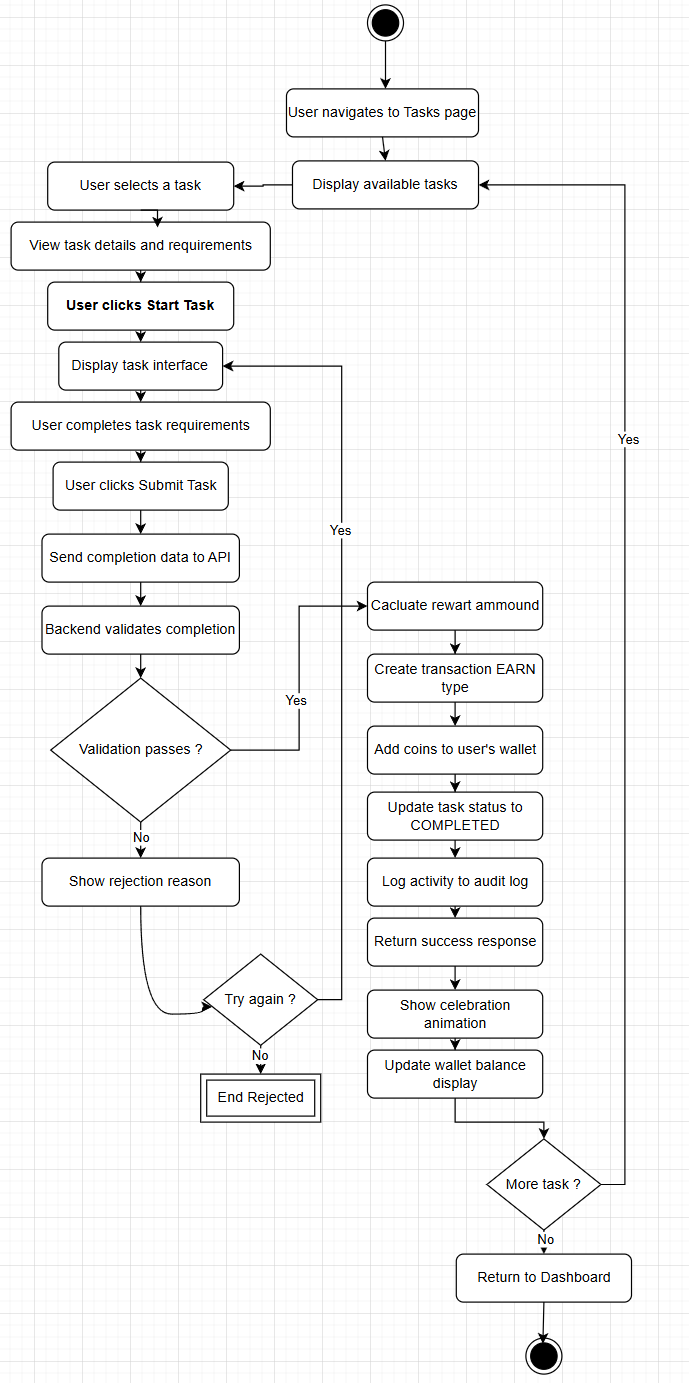 User navigates to Tasks page
Display available tasks
User selects a task
View task details and requirements
User clicks Start Task
Display task interface
User completes task requirements
User clicks Submit Task
Send completion data to API
Backend validates completion
Validation passes ?
No
Show rejection reason
Try again ?
No
End Rejected
Yes
Yes
Cacluate rewart ammound
Create transaction EARN
type
Add coins to user's wallet
Update task status to
COMPLETED
Log activity to audit log
Return success response
Show celebration
animation
Update wallet balance
display
More task ?
Yes
No
Return to Dashboard